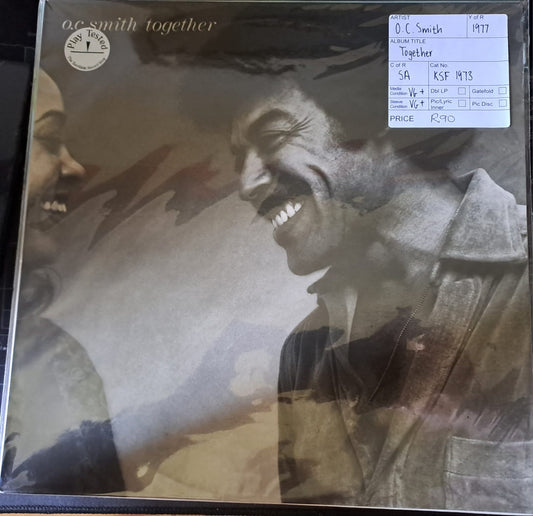 o.c. smith together
Play Tested
ARTIST
O.C. Smith
Y of R
1977
ALBUM TITLE
Together
C of R
SA
Cat No.
KSF 1973
Media Condition VG+
Dbl LP
Gatefold
Sleeve Condition VG+
Pic/Lyric Inner
Pic Disc
PRICE R90